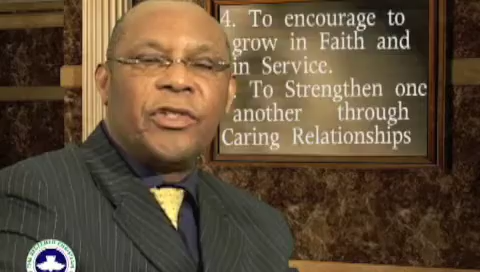 4. To encourage to
grow in Faith and
in Service.
To Strengthen one
another through
Caring Relationships